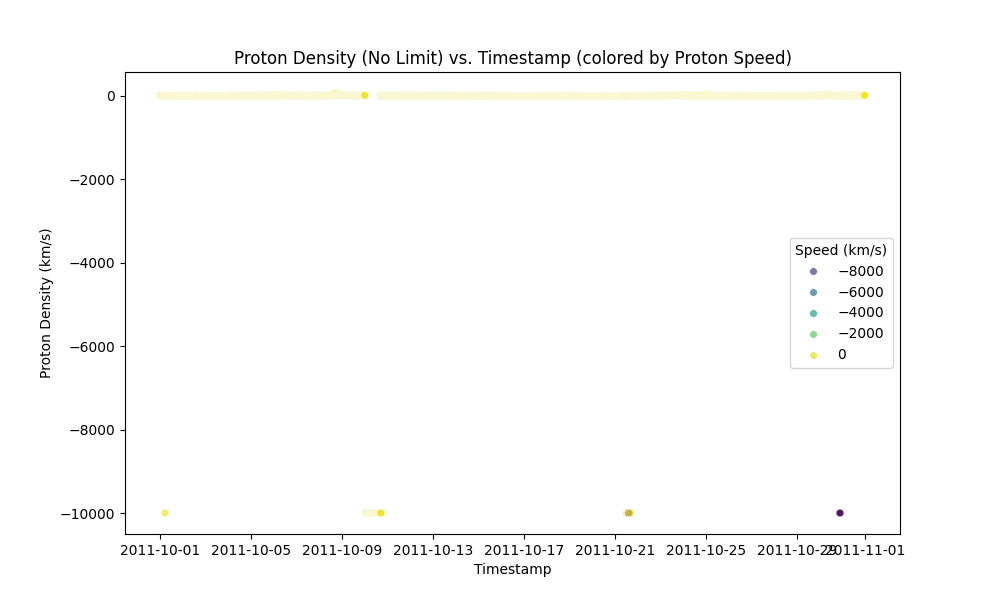 Proton Density (No Limit) vs. Timestamp (colored by Proton Speed)
Proton Density (km/s)
0
−2000
−4000
−6000
−8000
−10000
Speed (km/s)
−8000
−6000
−4000
−2000
0
2011-10-01 2011-10-05 2011-10-09 2011-10-13 2011-10-17 2011-10-21 2011-10-25 2011-10-29 2011-11-01
Timestamp